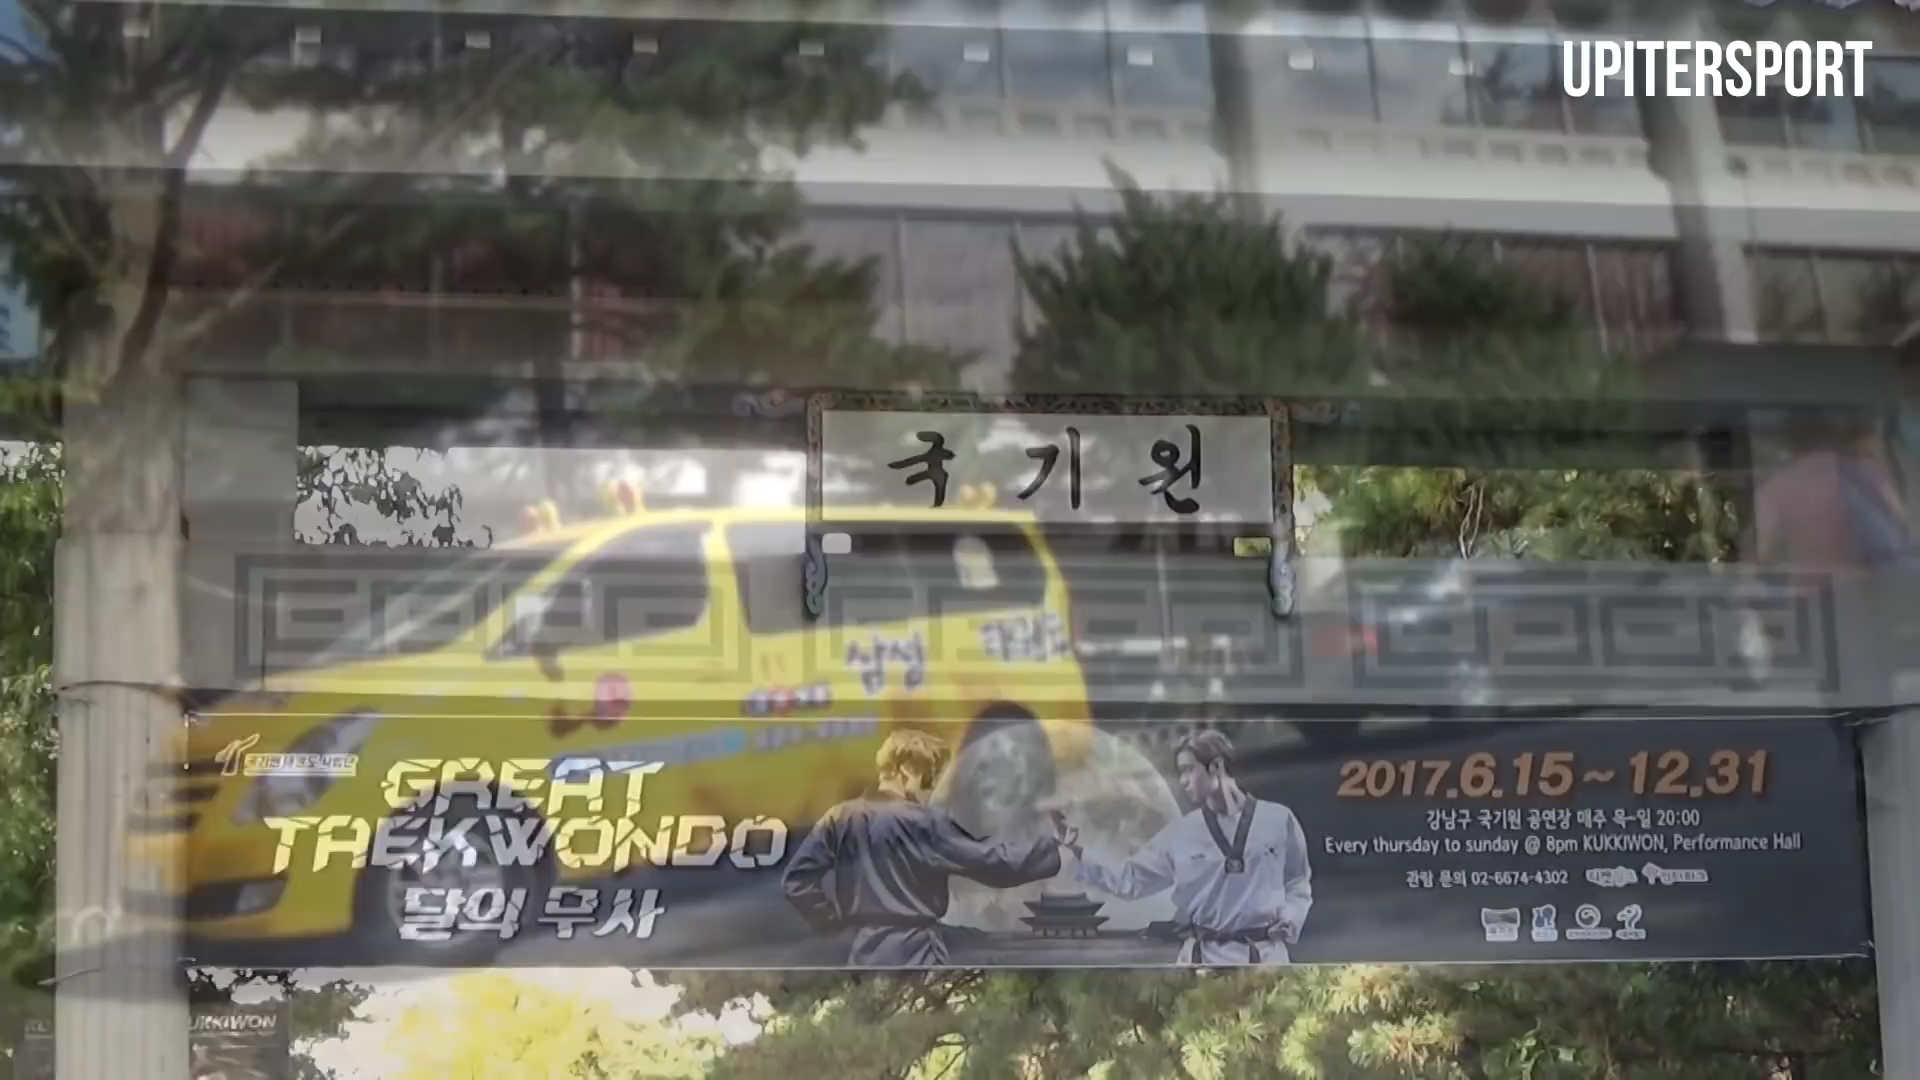 UPITERSPORT
국기원
삼성
GREAT
TAEKWONDO
달의 무사
2017.6.15~12.31
강남구 국기원 공연장 매주 목-일 20:00
Every thursday to sunday @ 8pm KUKKIWON, Performance Hall
관람 문의 02-6674-4302
KUKKIWON